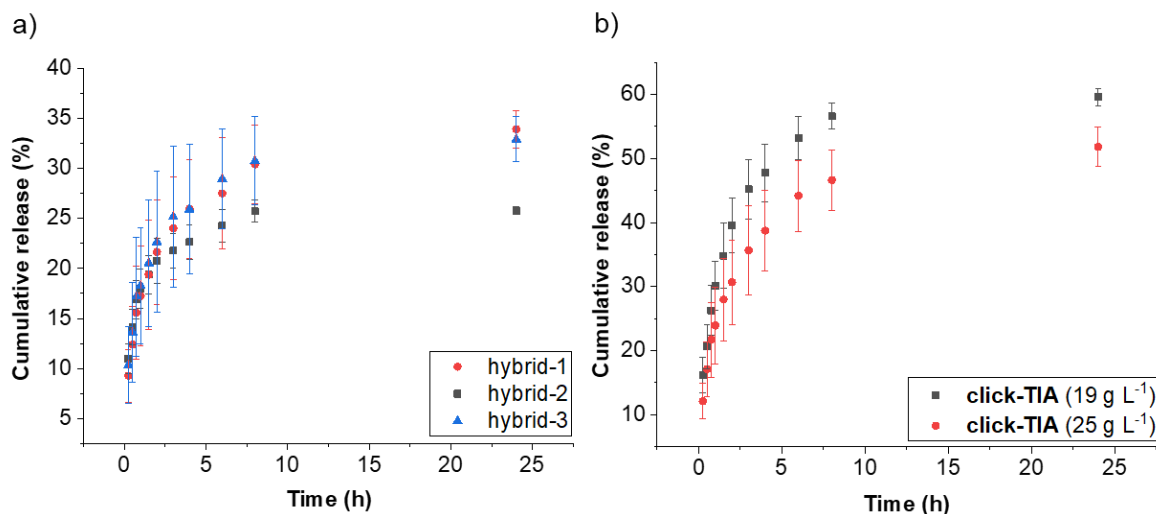 a)
40
35
30
25
20
15
10
5
Cumulative release (%)
0
5
10
15
20
25
Time (h)
hybrid-1
hybrid-2
hybrid-3
b)
60
50
40
30
20
10
Cumulative release (%)
0
5
10
15
20
25
Time (h)
click-TIA (19 g L⁻¹)
click-TIA (25 g L⁻¹)